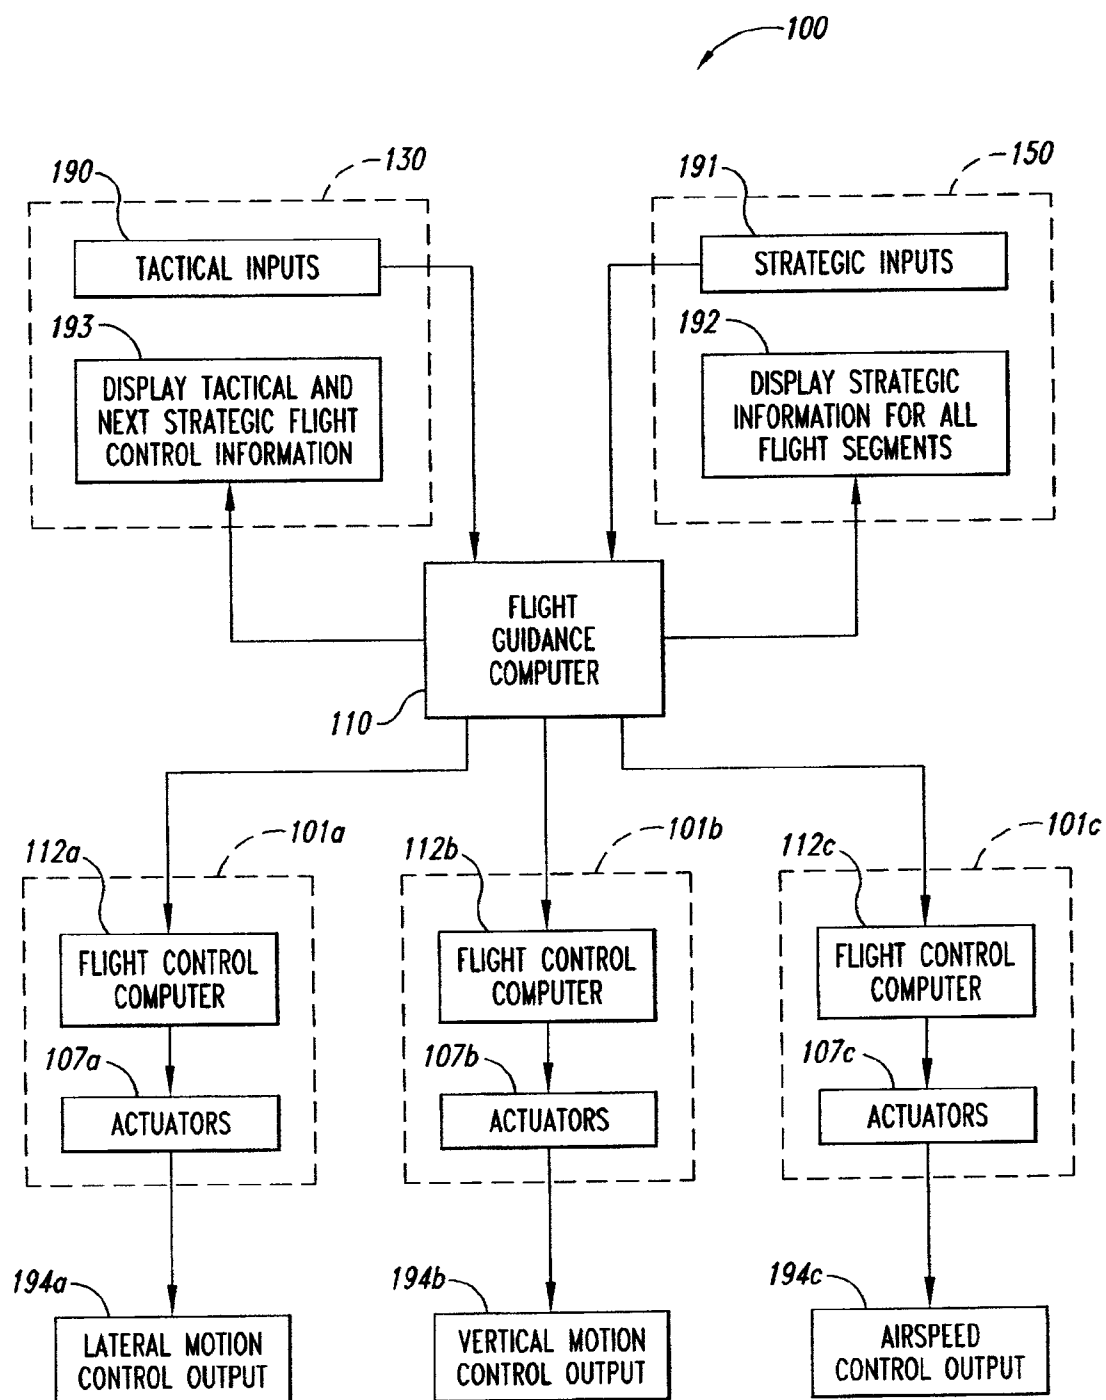 100
130
150
190
191
TACTICAL INPUTS
STRATEGIC INPUTS
193
192
DISPLAY TACTICAL AND
NEXT STRATEGIC FLIGHT
CONTROL INFORMATION
DISPLAY STRATEGIC
INFORMATION FOR ALL
FLIGHT SEGMENTS
FLIGHT
GUIDANCE
COMPUTER
110
101a
101b
101c
112a
112b
112c
FLIGHT CONTROL
COMPUTER
FLIGHT CONTROL
COMPUTER
FLIGHT CONTROL
COMPUTER
107a
107b
107c
ACTUATORS
ACTUATORS
ACTUATORS
194a
194b
194c
LATERAL MOTION
CONTROL OUTPUT
VERTICAL MOTION
CONTROL OUTPUT
AIRSPEED
CONTROL OUTPUT